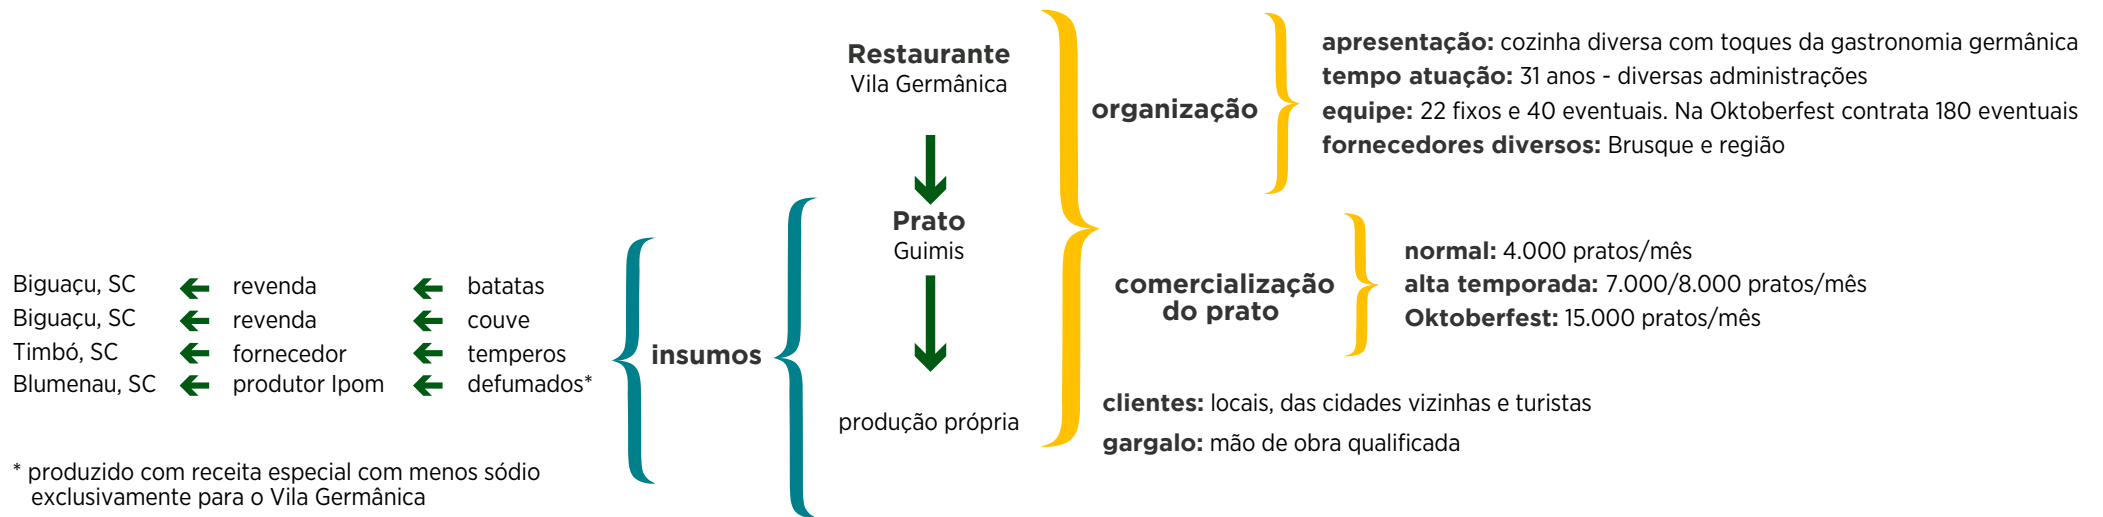 Restaurante
Vila Germânica
Prato
Guimis
produção própria
organização
apresentação: cozinha diversa com toques da gastronomia germânica
tempo atuação: 31 anos - diversas administrações
equipe: 22 fixos e 40 eventuais. Na Oktoberfest contrata 180 eventuais
fornecedores diversos: Brusque e região
comercialização
do prato
normal: 4.000 pratos/mês
alta temporada: 7.000/8.000 pratos/mês
Oktoberfest: 15.000 pratos/mês
clientes: locais, das cidades vizinhas e turistas
gargalo: mão de obra qualificada
insumos
Biguaçu, SC revenda batatas
Biguaçu, SC revenda couve
Timbó, SC fornecedor temperos
Blumenau, SC produtor Ipom defumados*
* produzido com receita especial com menos sódio
exclusivamente para o Vila Germânica